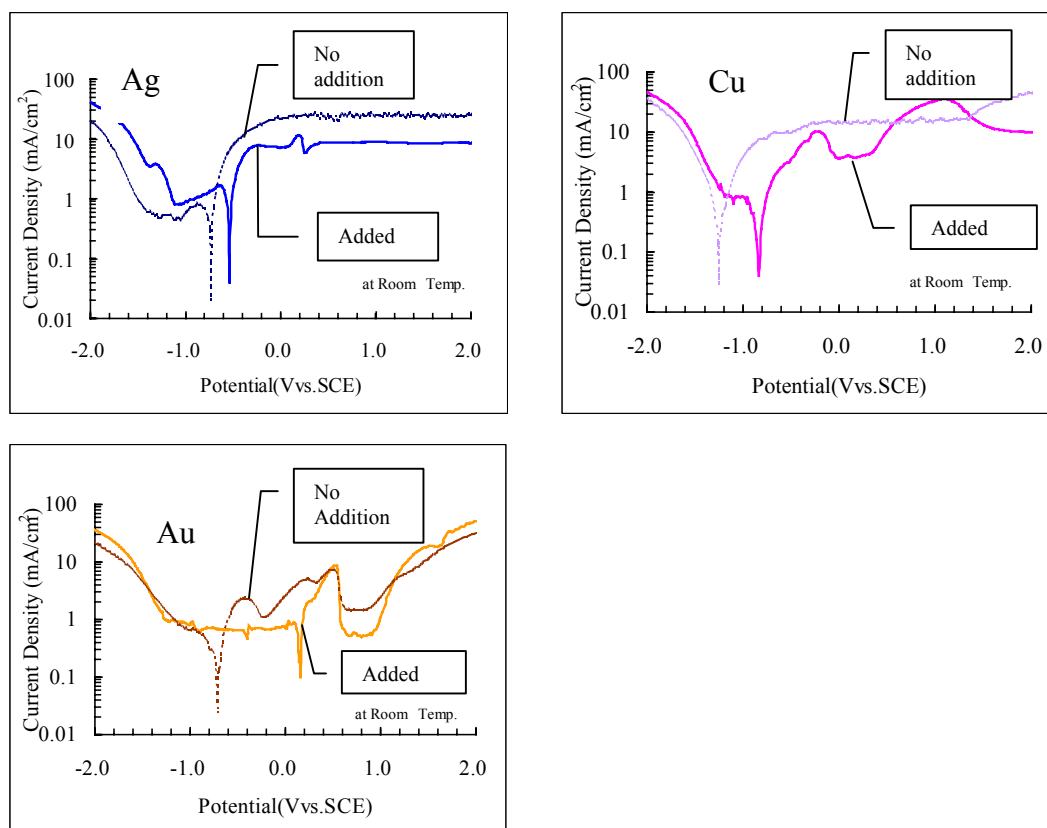 Ag
No
addition
Current Density (mA/cm²)
100
10
1
0.1
0.01
Added
at Room Temp.
-2.0 -1.0 0.0 1.0 2.0
Potential(Vvs.SCE)
Cu
No
addition
Current Density (mA/cm²)
100
10
1
0.1
0.01
Added
at Room Temp.
-2.0 -1.0 0.0 1.0 2.0
Potential(Vvs.SCE)
Au
No
Addition
Current Density (mA/cm²)
100
10
1
0.1
0.01
Added
at Room Temp.
-2.0 -1.0 0.0 1.0 2.0
Potential(Vvs.SCE)